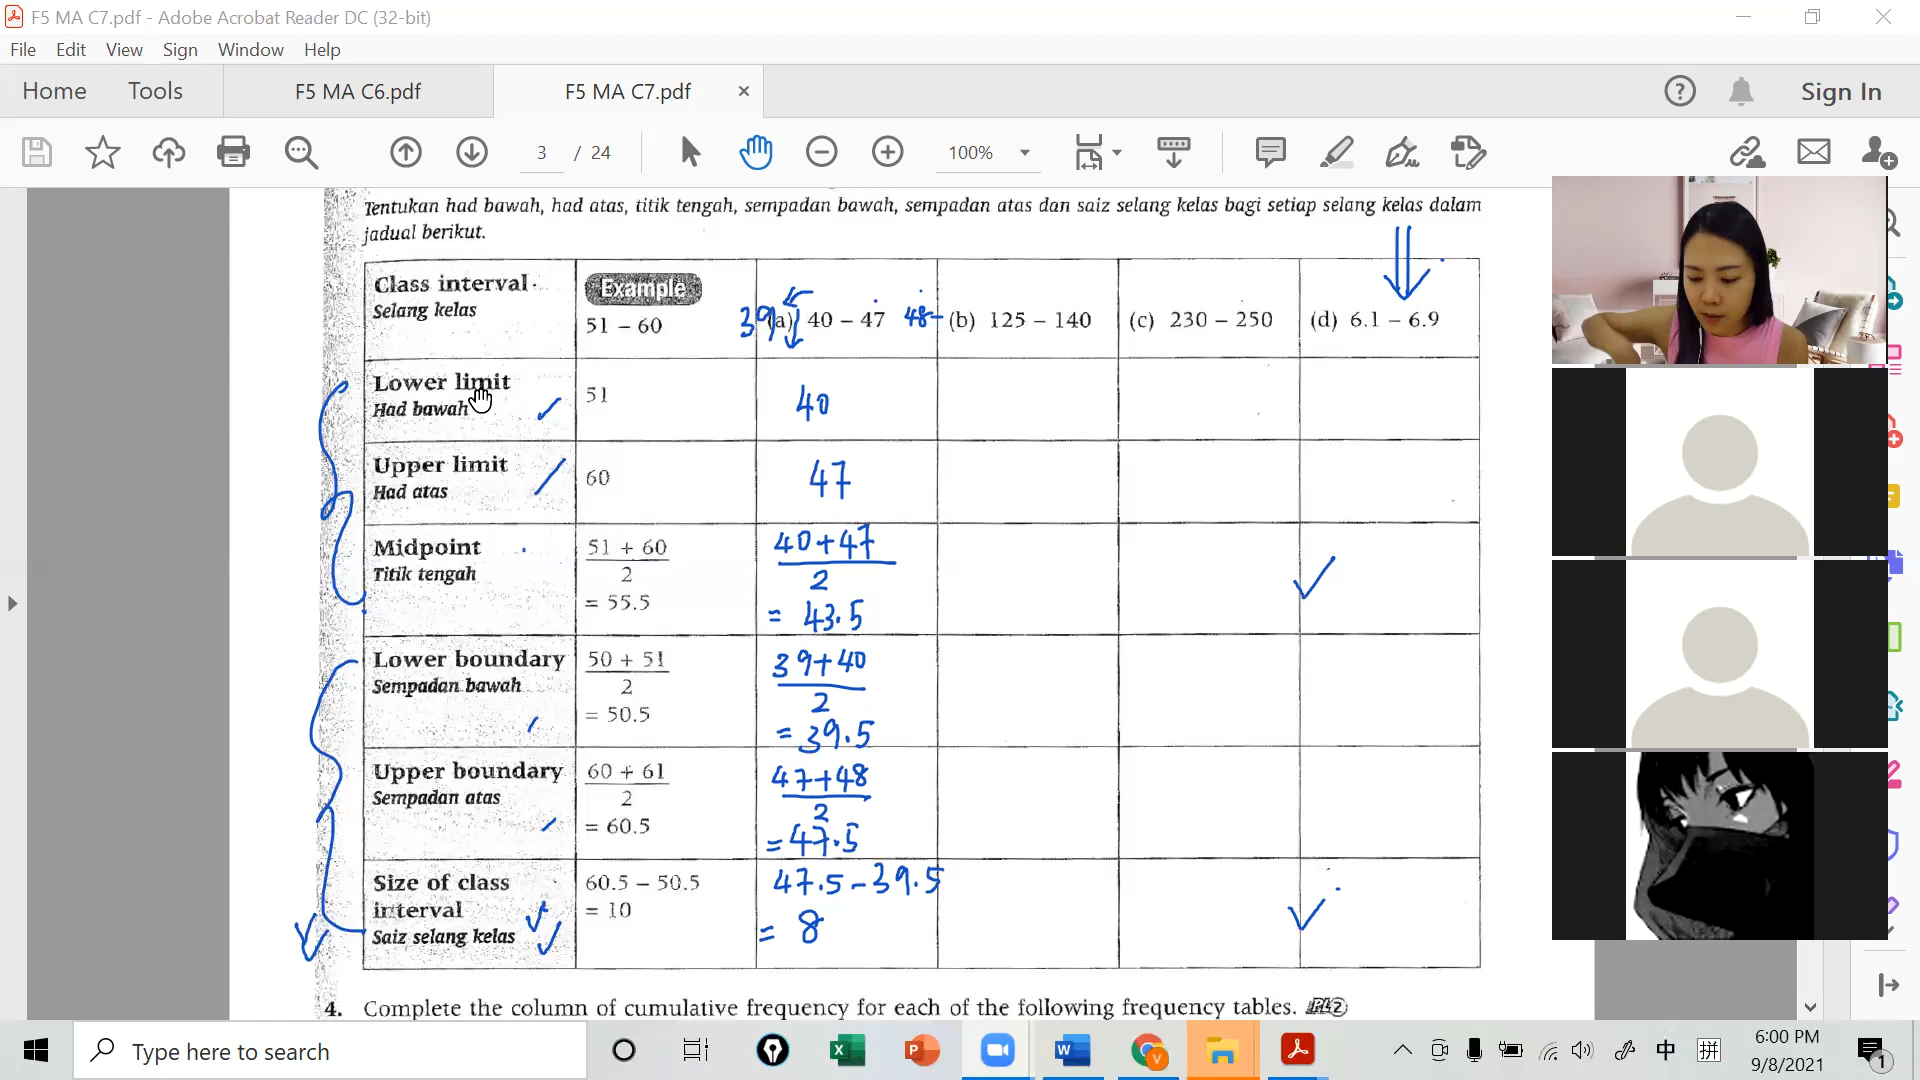 F5 MA C7.pdf - Adobe Acrobat Reader DC (32-bit)
File Edit View Sign Window Help
Home Tools F5 MA C6.pdf F5 MA C7.pdf × Sign In
3 / 24 100%
Tentukan had bawah, had atas, titik tengah, sempadan bawah, sempadan atas dan saiz selang kelas bagi setiap selang kelas dalam
jadual berikut.
Class interval
Selang kelas
Example
51 – 60
39 (a) 40 – 47 48–
(b) 125 – 140
(c) 230 – 250
(d) 6.1 – 6.9
Lower limit
Had bawah
51
40
Upper limit
Had atas
60
47
Midpoint
Titik tengah
51 + 60
2
= 55.5
40+47
2
= 43.5
Lower boundary
Sempadan bawah
50 + 51
2
= 50.5
39+40
2
= 39.5
Upper boundary
Sempadan atas
60 + 61
2
= 60.5
47+48
2
= 47.5
Size of class
interval
Saiz selang kelas
60.5 – 50.5
= 10
47.5 – 39.5
= 8
4. Complete the column of cumulative frequency for each of the following frequency tables. PL2
Type here to search
中
拼
6:00 PM
9/8/2021
1